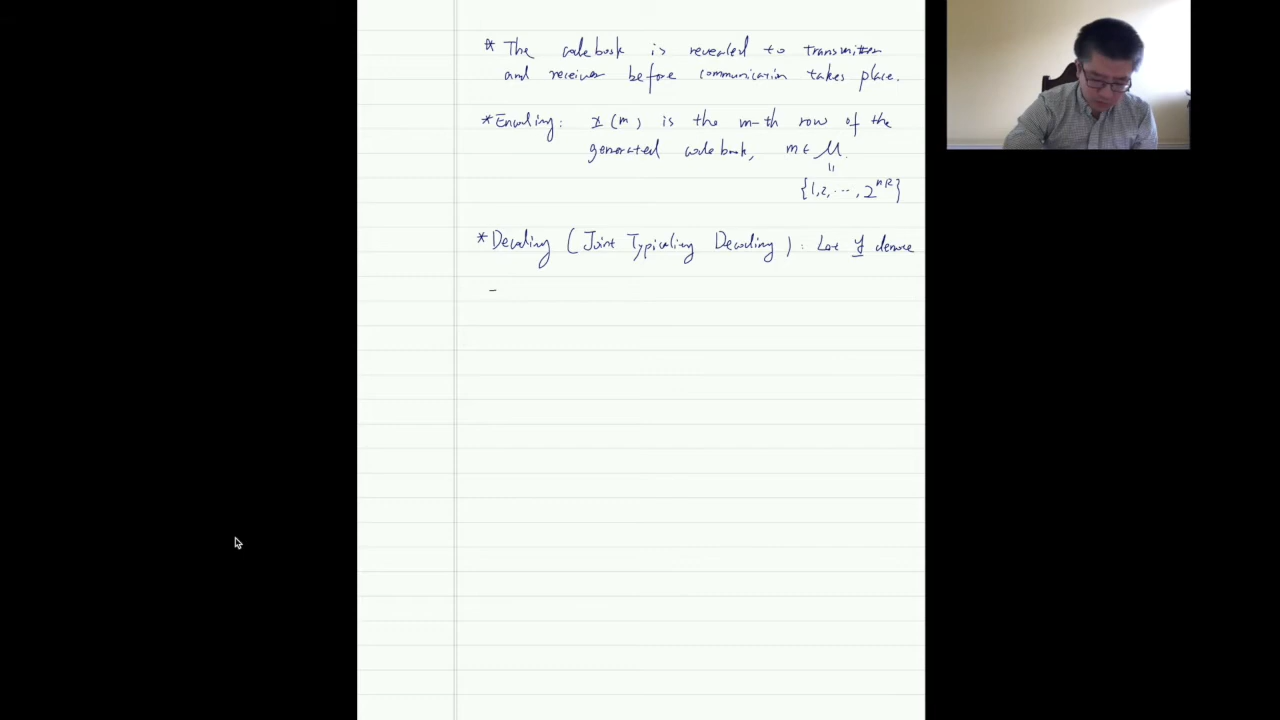 * The codebook is revealed to transmitter
and receiver before communication takes place.
* Encoding: x(m) is the m-th row of the
generated codebook, m ∈ M.
"
{1,2,⋯, 2^{nR}}
* Decoding (Joint Typicality Decoding): Let y denote
-